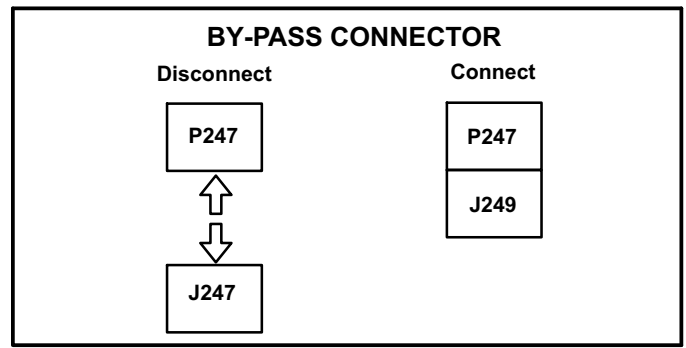 BY-PASS CONNECTOR
Disconnect
Connect
P247
P247
J249
J247